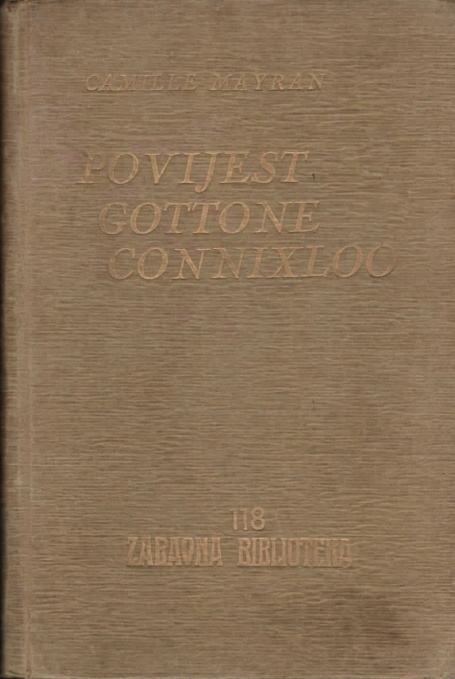 CAMILLE MAYRAN
POVIJEST
GOTTONE
CONNIXLOO
118
ZABAVNA BIBLIOTEKA